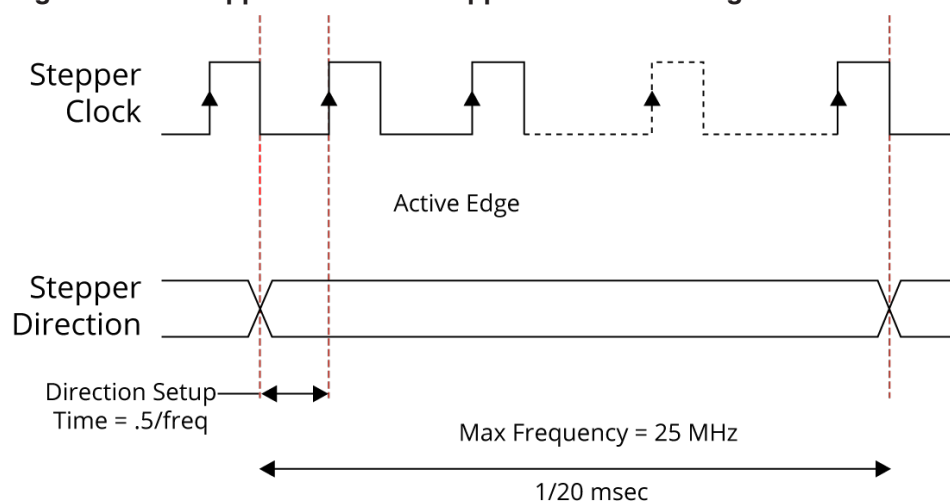 Stepper
Clock
Active Edge
Stepper
Direction
Direction Setup
Time = .5/freq
Max Frequency = 25 MHz
1/20 msec